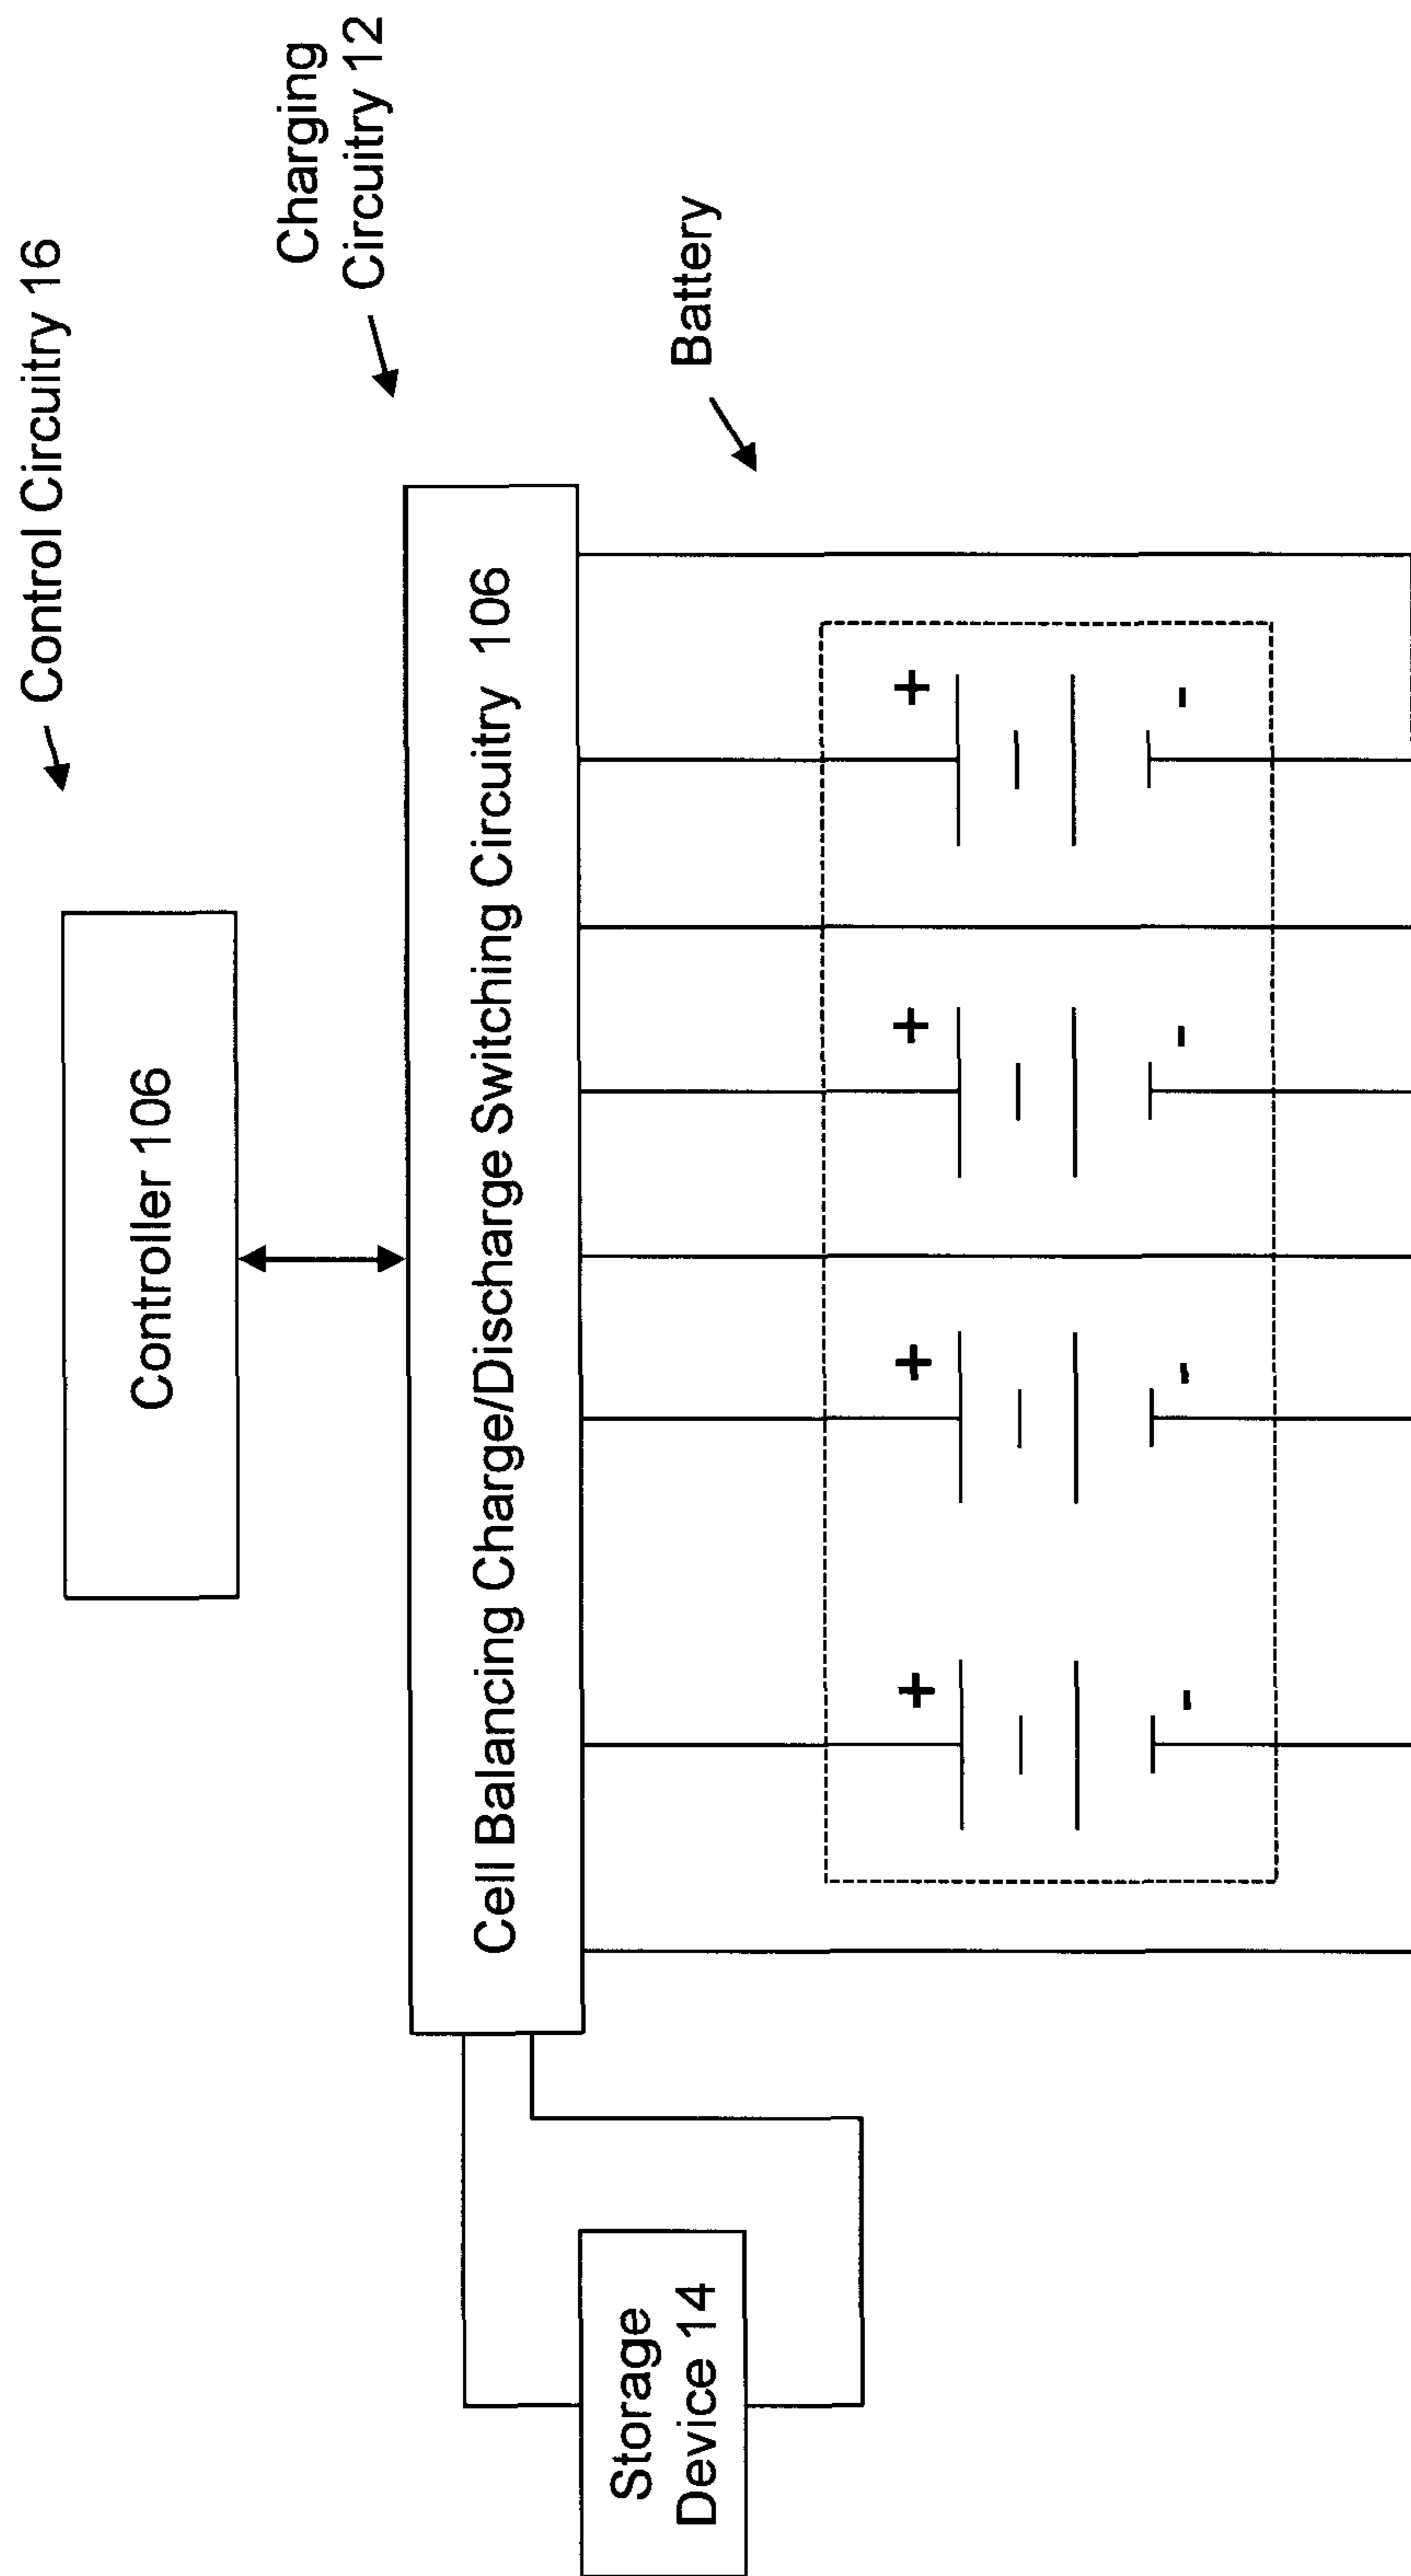 Control Circuitry 16
Charging
Circuitry 12
Controller 106
Cell Balancing Charge/Discharge Switching Circuitry 106
Battery
Storage
Device 14
+
+
+
+
-
-
-
-